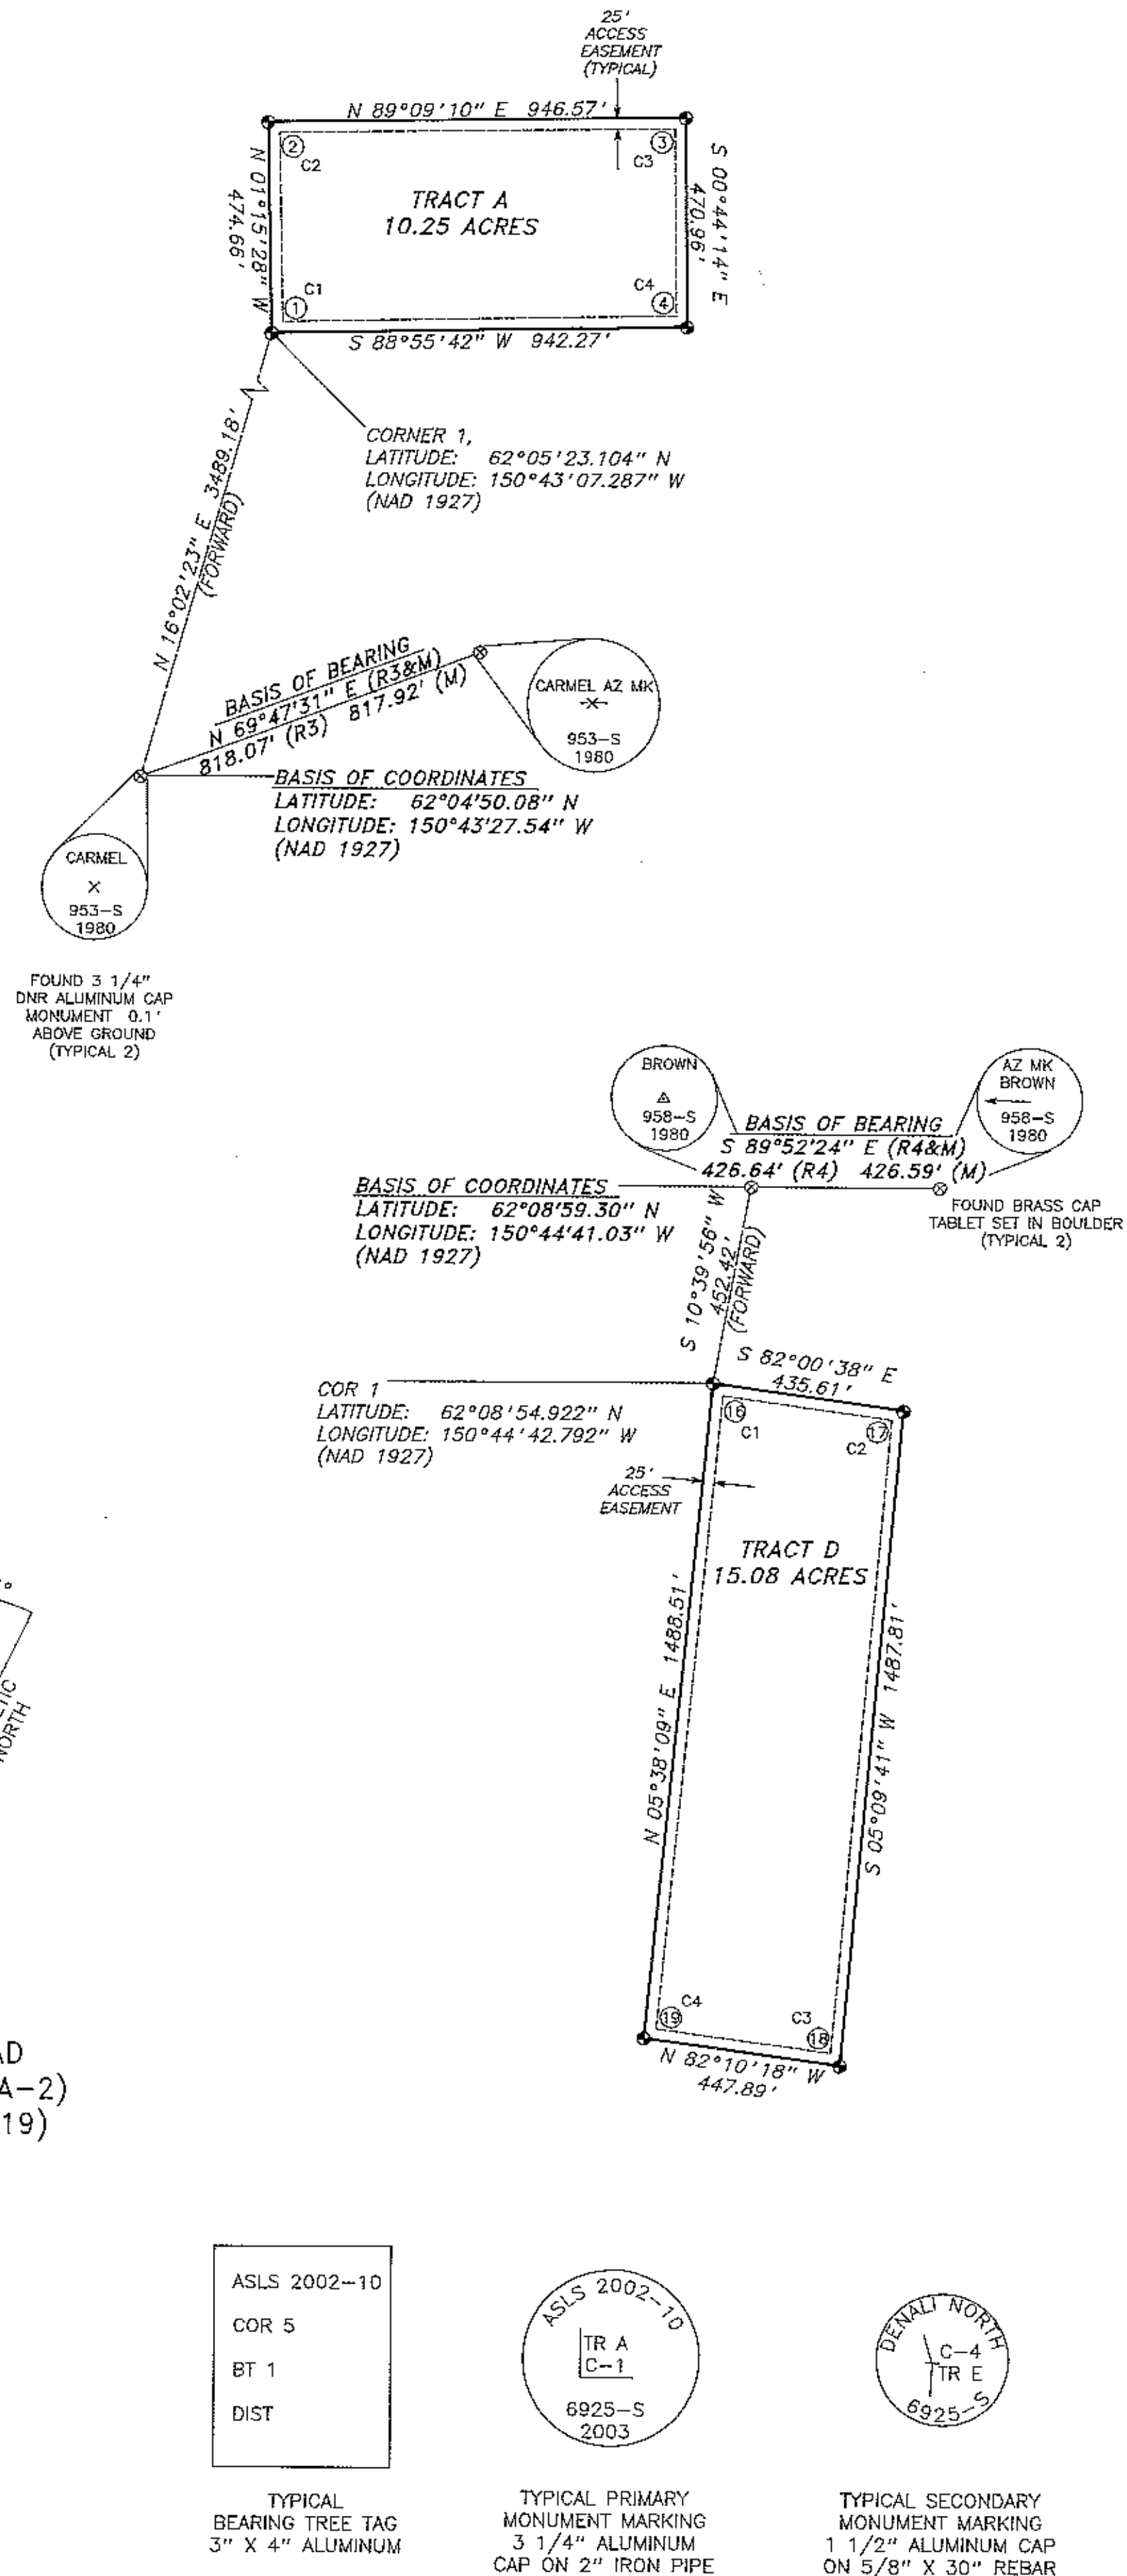 25'
ACCESS
EASEMENT
(TYPICAL)
N 89°09'10" E 946.57'
2
C2
3
C3
N 01°15'28" W
474.66'
S 00°44'14" E
470.96'
TRACT A
10.25 ACRES
C1
1
C4
4
S 88°55'42" W 942.27'
CORNER 1,
LATITUDE: 62°05'23.104" N
LONGITUDE: 150°43'07.287" W
(NAD 1927)
N 16°02'23" E 3489.18'
(FORWARD)
BASIS OF BEARING
N 69°47'31" E (R3&M)
818.07' (R3) 817.92' (M)
CARMEL AZ MK
953-S
1980
BASIS OF COORDINATES
LATITUDE: 62°04'50.08" N
LONGITUDE: 150°43'27.54" W
(NAD 1927)
CARMEL
953-S
1980
FOUND 3 1/4"
DNR ALUMINUM CAP
MONUMENT 0.1'
ABOVE GROUND
(TYPICAL 2)
BROWN
958-S
1980
AZ MK
BROWN
958-S
1980
BASIS OF BEARING
S 89°52'24" E (R4&M)
426.64' (R4) 426.59' (M)
BASIS OF COORDINATES
LATITUDE: 62°08'59.30" N
LONGITUDE: 150°44'41.03" W
(NAD 1927)
FOUND BRASS CAP
TABLET SET IN BOULDER
(TYPICAL 2)
S 10°39'56" W
452.42'
(FORWARD)
S 82°00'38" E
435.61'
COR 1
LATITUDE: 62°08'54.922" N
LONGITUDE: 150°44'42.792" W
(NAD 1927)
16
C1
17
C2
25'
ACCESS
EASEMENT
TRACT D
15.08 ACRES
N 05°38'09" E 1488.51'
S 05°09'41" W 1487.81'
NORTH
C4
19
C3
18
N 82°10'18" W
447.89'
AD
A-2)
19)
ASLS 2002-10
COR 5
BT 1
DIST
TYPICAL
BEARING TREE TAG
3" X 4" ALUMINUM
ASLS 2002-10
TR A
C-1
6925-S
2003
TYPICAL PRIMARY
MONUMENT MARKING
3 1/4" ALUMINUM
CAP ON 2" IRON PIPE
DENALI NORTH
C-4
TR E
6925-S
TYPICAL SECONDARY
MONUMENT MARKING
1 1/2" ALUMINUM CAP
ON 5/8" X 30" REBAR